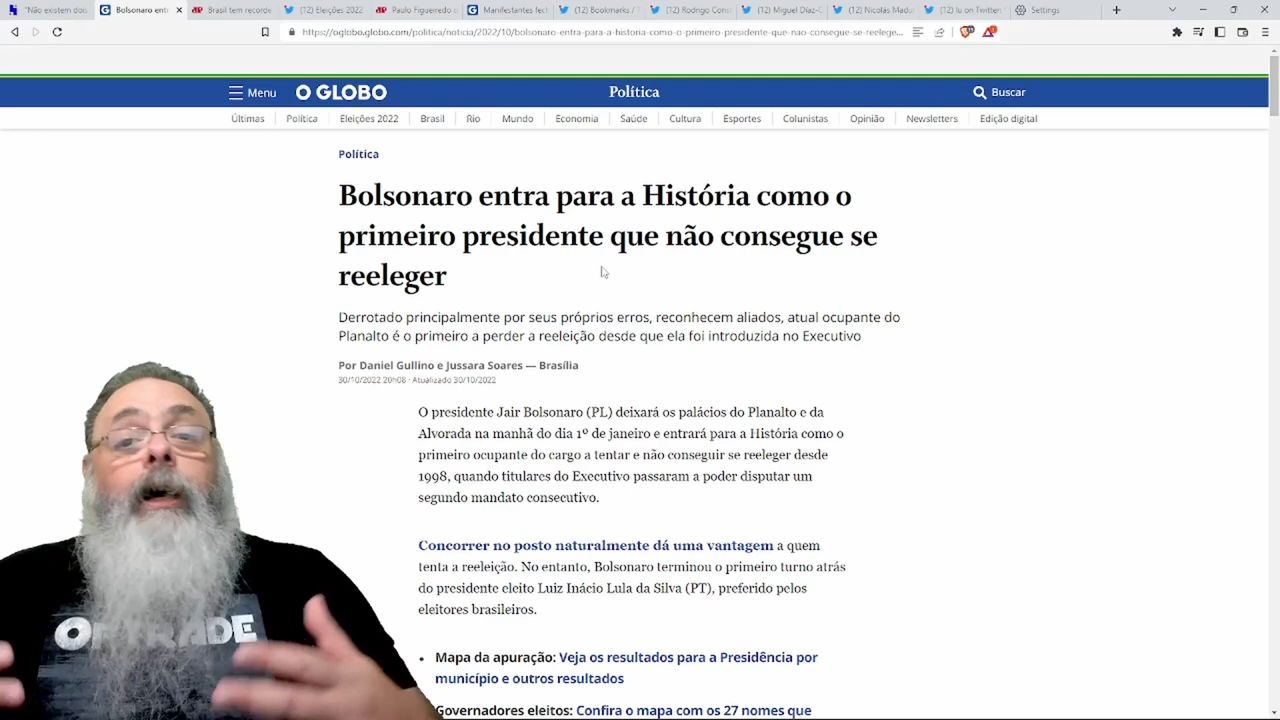 "Não existem dois
Bolsonaro entr
Brasil tem recorde
(12) Eleições 2022
Paulo Figueiredo d
Manifestantes fech
(12) Bookmarks / T
(12) Rodrigo Cons
(12) Miguel Díaz-C
(12) Nicolás Madu
(12) lu on Twitter
Settings
https://oglobo.globo.com/politica/noticia/2022/10/bolsonaro-entra-para-a-historia-como-o-primeiro-presidente-que-nao-consegue-se-reelege...
Menu O GLOBO Política Buscar
Últimas Política Eleições 2022 Brasil Rio Mundo Economia Saúde Cultura Esportes Colunistas Opinião Newsletters Edição digital
Política
Bolsonaro entra para a História como o
primeiro presidente que não consegue se
reeleger
Derrotado principalmente por seus próprios erros, reconhecem aliados, atual ocupante do
Planalto é o primeiro a perder a reeleição desde que ela foi introduzida no Executivo
Por Daniel Gullino e Jussara Soares — Brasília
30/10/2022 20h08 · Atualizado 30/10/2022
O presidente Jair Bolsonaro (PL) deixará os palácios do Planalto e da
Alvorada na manhã do dia 1º de janeiro e entrará para a História como o
primeiro ocupante do cargo a tentar e não conseguir se reeleger desde
1998, quando titulares do Executivo passaram a poder disputar um
segundo mandato consecutivo.
Concorrer no posto naturalmente dá uma vantagem a quem
tenta a reeleição. No entanto, Bolsonaro terminou o primeiro turno atrás
do presidente eleito Luiz Inácio Lula da Silva (PT), preferido pelos
eleitores brasileiros.
• Mapa da apuração: Veja os resultados para a Presidência por
município e outros resultados
Governadores eleitos: Confira o mapa com os 27 nomes que